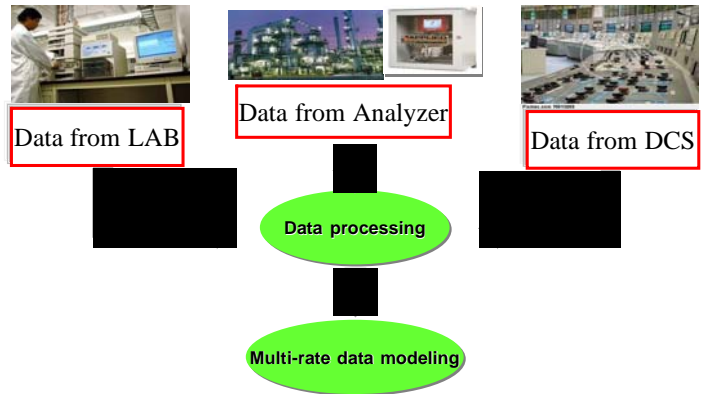 Data from LAB
Data from Analyzer
Data from DCS
Data processing
Multi-rate data modeling